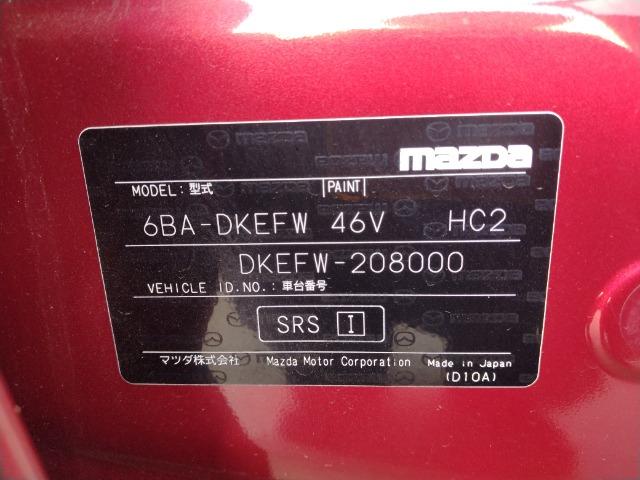 mazda
MODEL：型式 PAINT
6BA-DKEFW 46V HC2
DKEFW-208000
VEHICLE ID.NO.：車台番号
SRS I
マツダ株式会社 Mazda Motor Corporation Made in Japan
(D10A)